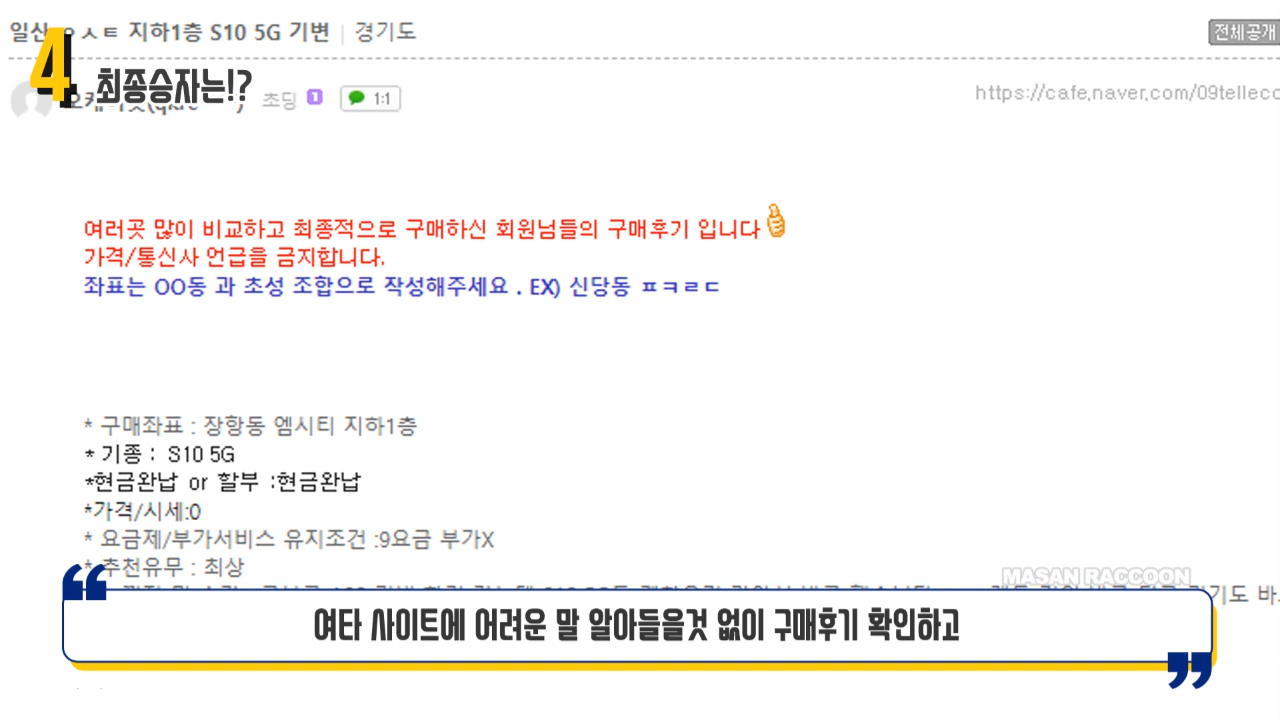 일산 ㅇㅅㅌ 지하1층 S10 5G 기변 | 경기도
전체공개
4 최종승자는!?
초딩 1 1:1
https://cafe.naver.com/09telleco
여러곳 많이 비교하고 최종적으로 구매하신 회원님들의 구매후기 입니다
가격/통신사 언급을 금지합니다.
좌표는 OO동 과 초성 조합으로 작성해주세요 . EX) 신당동 ㅍㅋㄹㄷ
* 구매좌표 : 장항동 엠시티 지하1층
* 기종 : S10 5G
*현금완납 or 할부 :현금완납
*가격/시세:0
* 요금제/부가서비스 유지조건 :9요금 부가X
* 추천유무 : 최상
MASAN RACCOON
여타 사이트에 어려운 말 알아들을것 없이 구매후기 확인하고